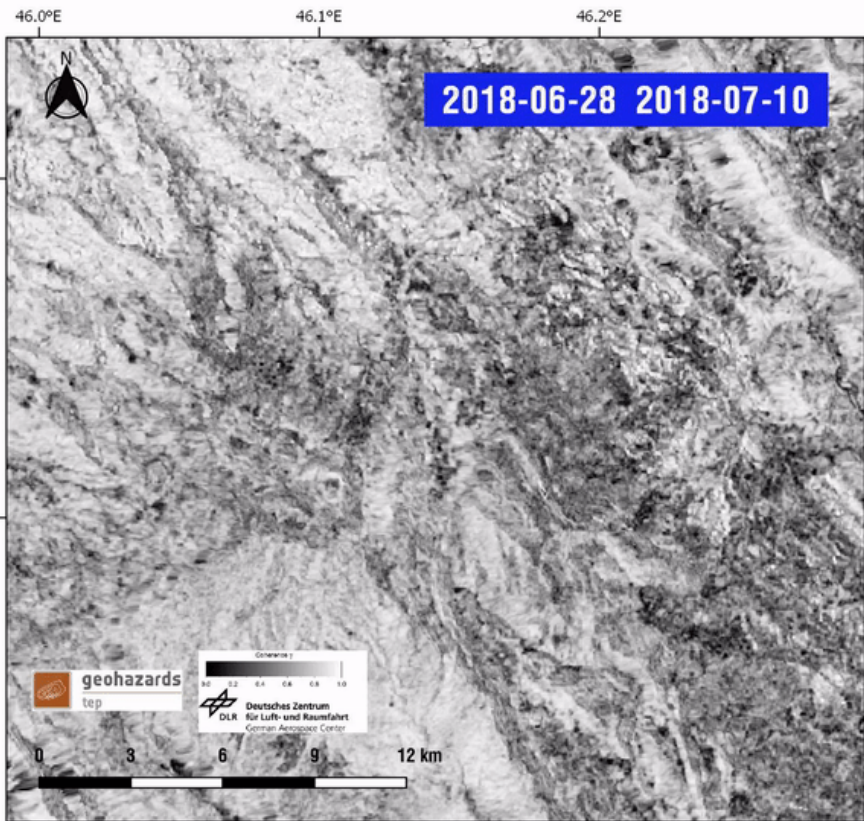 46.0°E 46.1°E 46.2°E
N
2018-06-28 2018-07-10
geohazards
tep
Coherence γ
0.0 0.2 0.4 0.6 0.8 1.0
DLR
Deutsches Zentrum
für Luft- und Raumfahrt
German Aerospace Center
0 3 6 9 12 km